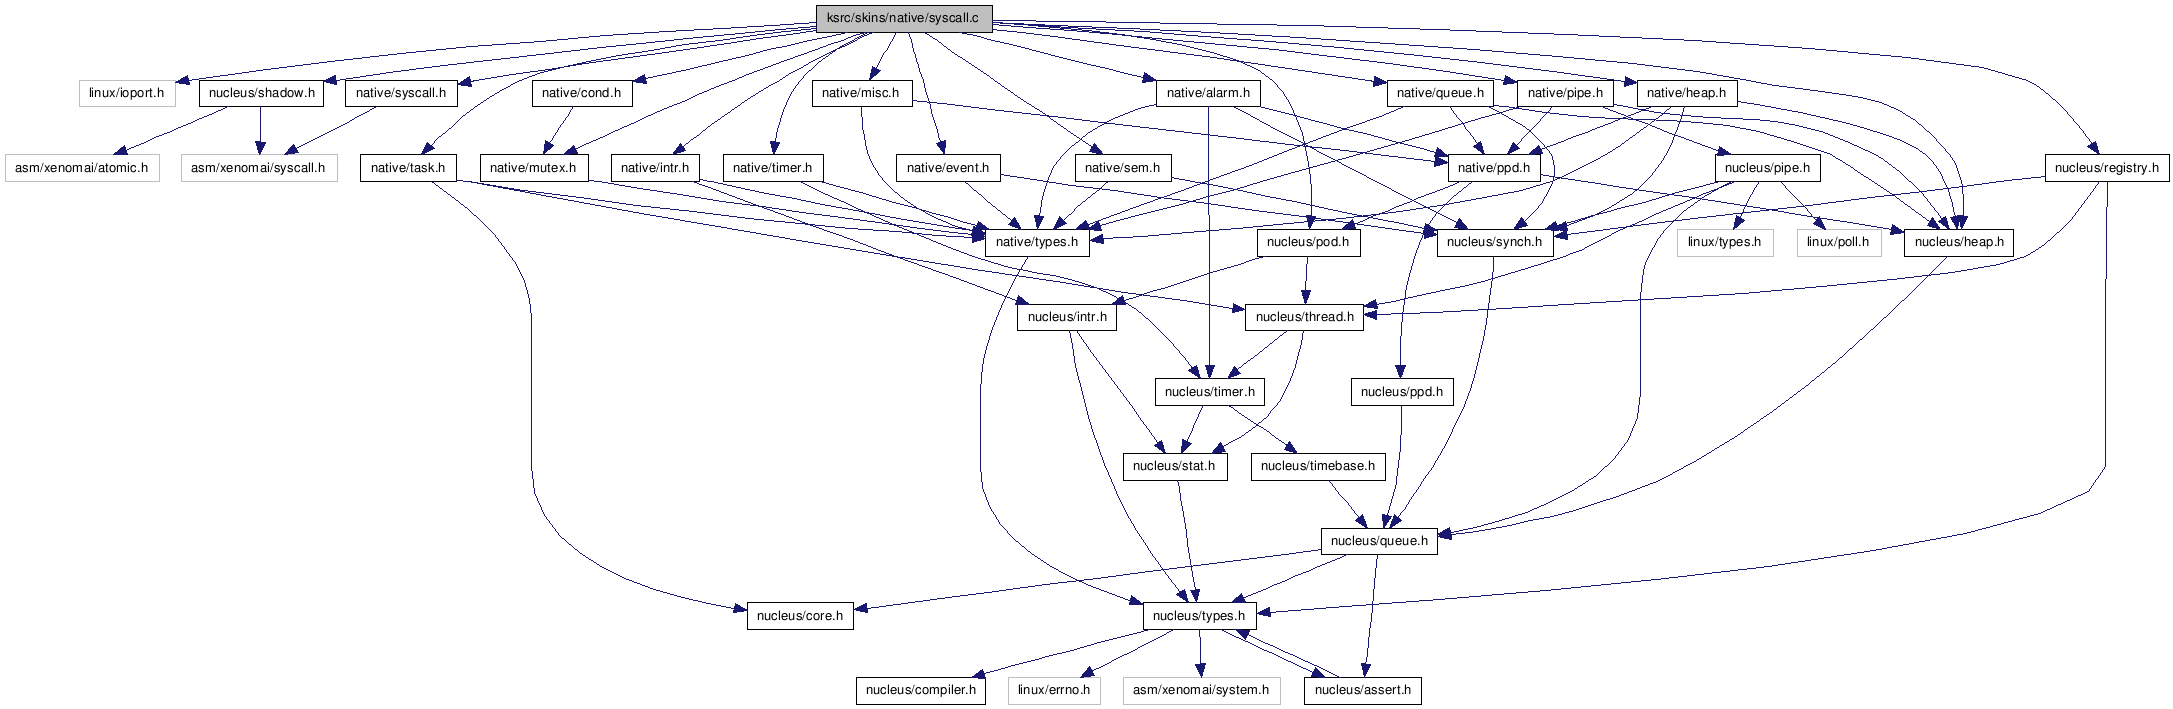 ksrc/skins/native/syscall.c
linux/ioport.h
nucleus/shadow.h
native/syscall.h
native/cond.h
native/misc.h
native/alarm.h
native/queue.h
native/pipe.h
native/heap.h
asm/xenomai/atomic.h
asm/xenomai/syscall.h
native/task.h
native/mutex.h
native/intr.h
native/timer.h
native/event.h
native/sem.h
native/ppd.h
nucleus/pipe.h
nucleus/registry.h
native/types.h
nucleus/pod.h
nucleus/synch.h
linux/types.h
linux/poll.h
nucleus/heap.h
nucleus/intr.h
nucleus/thread.h
nucleus/timer.h
nucleus/ppd.h
nucleus/stat.h
nucleus/timebase.h
nucleus/queue.h
nucleus/core.h
nucleus/types.h
nucleus/compiler.h
linux/errno.h
asm/xenomai/system.h
nucleus/assert.h